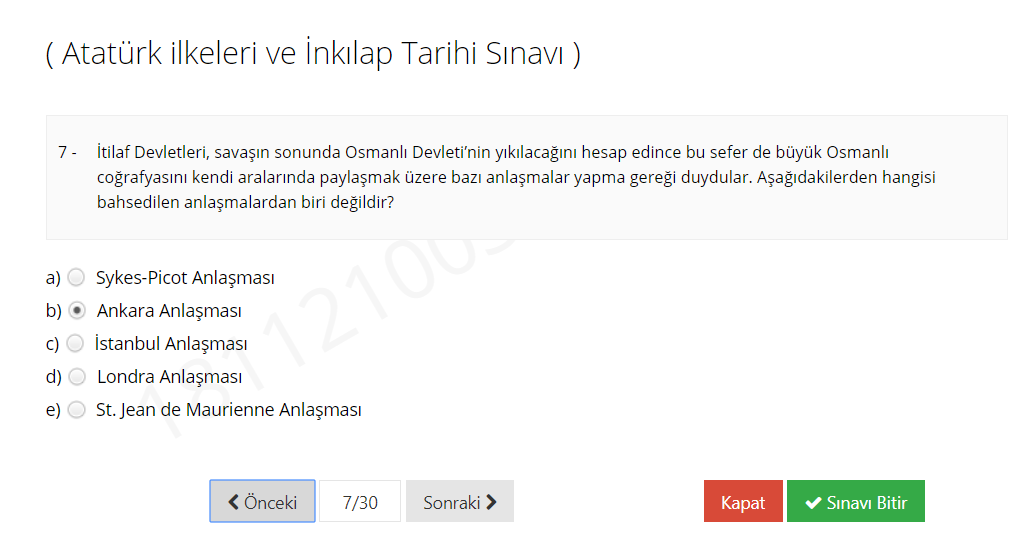 ( Atatürk ilkeleri ve İnkılap Tarihi Sınavı )
7 - İtilaf Devletleri, savaşın sonunda Osmanlı Devleti’nin yıkılacağını hesap edince bu sefer de büyük Osmanlı
coğrafyasını kendi aralarında paylaşmak üzere bazı anlaşmalar yapma gereği duydular. Aşağıdakilerden hangisi
bahsedilen anlaşmalardan biri değildir?
a) Sykes-Picot Anlaşması
b) Ankara Anlaşması
c) İstanbul Anlaşması
d) Londra Anlaşması
e) St. Jean de Maurienne Anlaşması
Önceki 7/30 Sonraki Kapat Sınavı Bitir